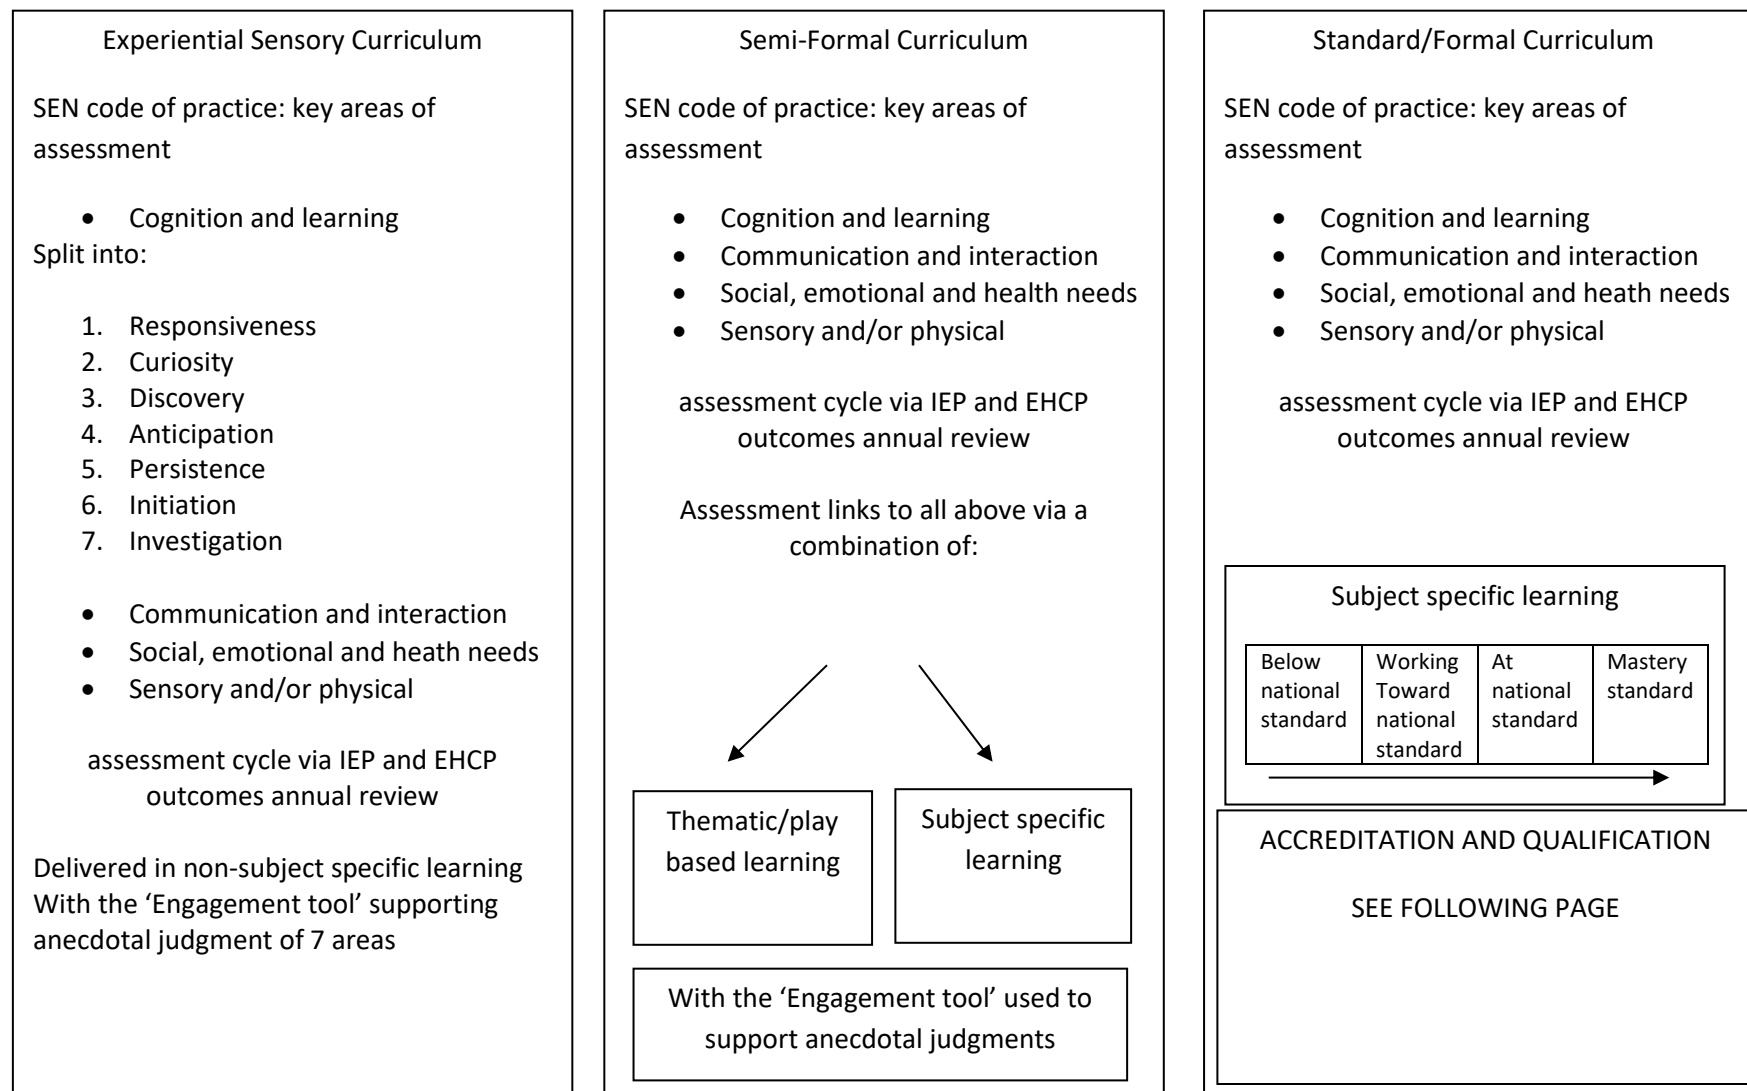 Experiential Sensory Curriculum
SEN code of practice: key areas of
assessment
• Cognition and learning
Split into:
1. Responsiveness
2. Curiosity
3. Discovery
4. Anticipation
5. Persistence
6. Initiation
7. Investigation
• Communication and interaction
• Social, emotional and heath needs
• Sensory and/or physical
assessment cycle via IEP and EHCP
outcomes annual review
Delivered in non-subject specific learning
With the ‘Engagement tool’ supporting
anecdotal judgment of 7 areas
Semi-Formal Curriculum
SEN code of practice: key areas of
assessment
• Cognition and learning
• Communication and interaction
• Social, emotional and health needs
• Sensory and/or physical
assessment cycle via IEP and EHCP
outcomes annual review
Assessment links to all above via a
combination of:
Thematic/play
based learning
Subject specific
learning
With the ‘Engagement tool’ used to
support anecdotal judgments
Standard/Formal Curriculum
SEN code of practice: key areas of
assessment
• Cognition and learning
• Communication and interaction
• Social, emotional and heath needs
• Sensory and/or physical
assessment cycle via IEP and EHCP
outcomes annual review
Subject specific learning
Below
national
standard
Working
Toward
national
standard
At
national
standard
Mastery
standard
ACCREDITATION AND QUALIFICATION
SEE FOLLOWING PAGE